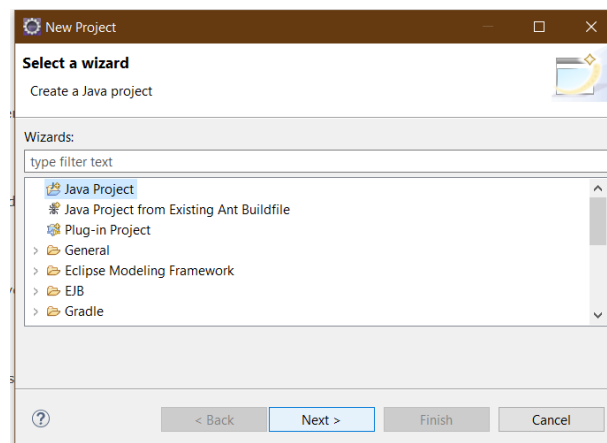 New Project
Select a wizard
Create a Java project
Wizards:
type filter text
Java Project
Java Project from Existing Ant Buildfile
Plug-in Project
General
Eclipse Modeling Framework
EJB
Gradle
? < Back Next > Finish Cancel